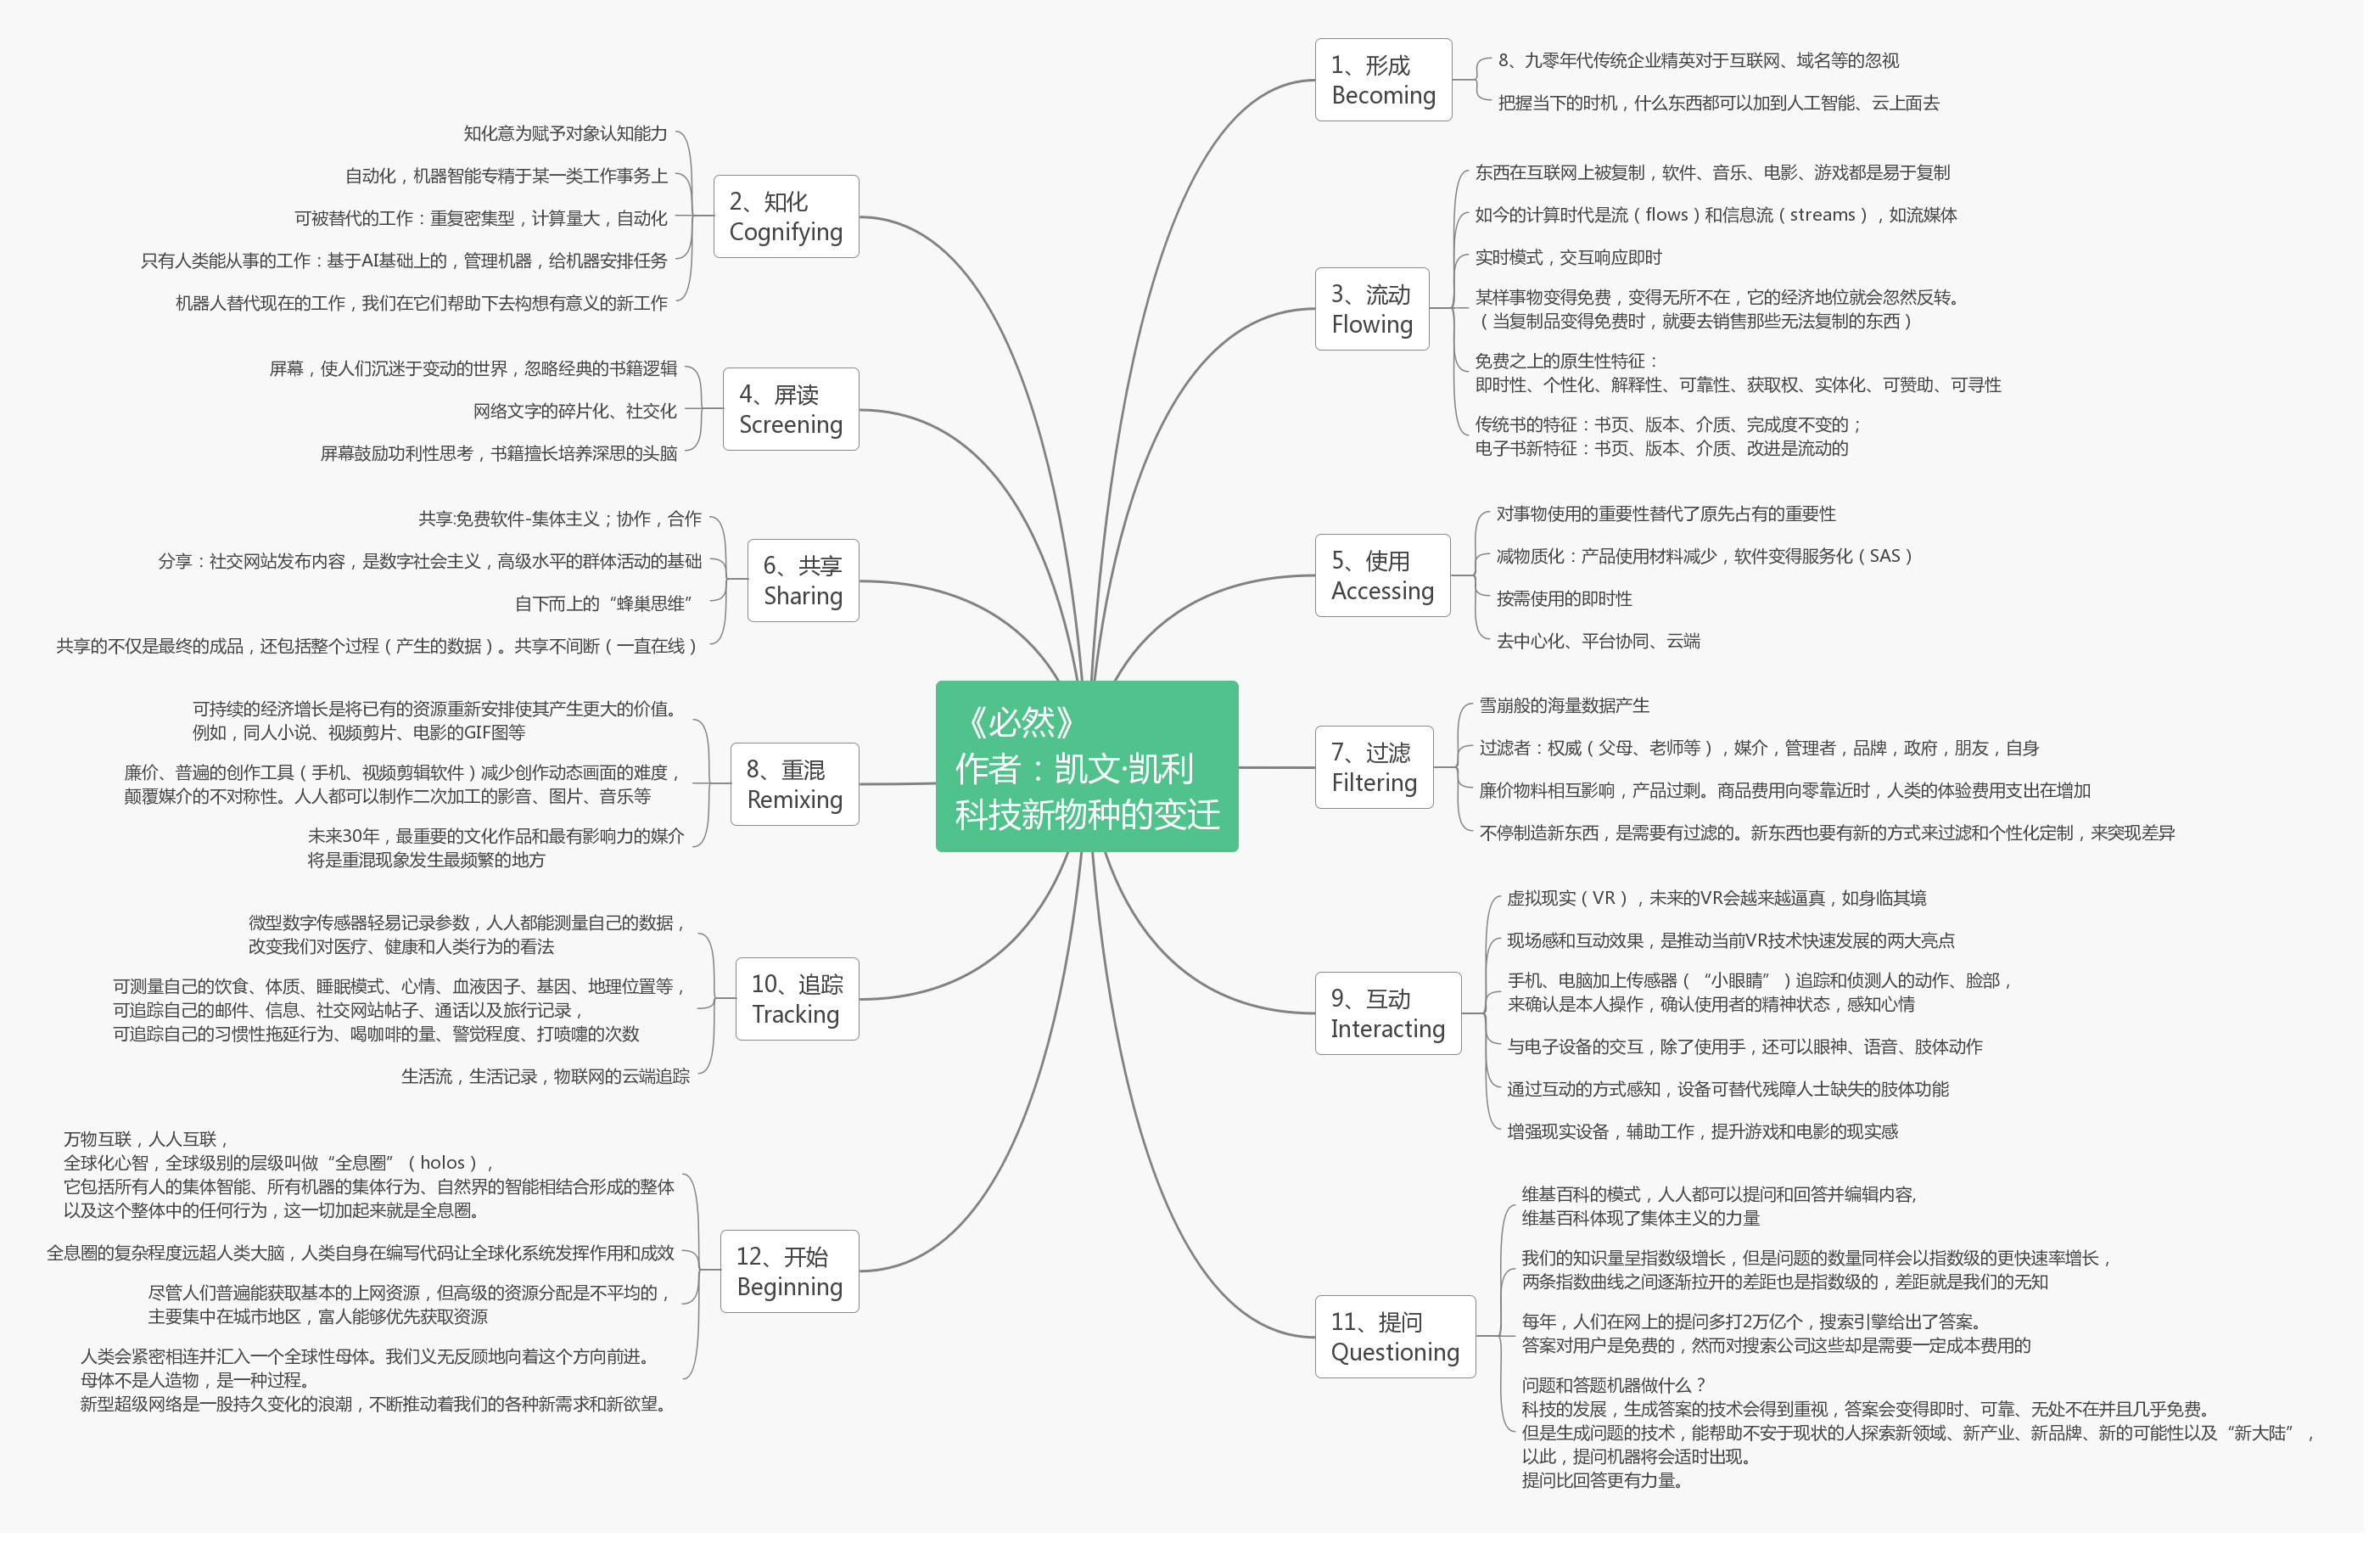 《必然》
作者：凯文·凯利
科技新物种的变迁
1、形成
Becoming
8、九零年代传统企业精英对于互联网、域名等的忽视
把握当下的时机，什么东西都可以加到人工智能、云上面去
2、知化
Cognifying
知化意为赋予对象认知能力
自动化，机器智能专精于某一类工作事务上
可被替代的工作：重复密集型，计算量大，自动化
只有人类能从事的工作：基于AI基础上的，管理机器，给机器安排任务
机器人替代现在的工作，我们在它们帮助下去构想有意义的新工作
3、流动
Flowing
东西在互联网上被复制，软件、音乐、电影、游戏都是易于复制
如今的计算时代是流（flows）和信息流（streams），如流媒体
实时模式，交互响应即时
某样事物变得免费，变得无所不在，它的经济地位就会忽然反转。
（当复制品变得免费时，就要去销售那些无法复制的东西）
免费之上的原生性特征：
即时性、个性化、解释性、可靠性、获取权、实体化、可赞助、可寻性
传统书的特征：书页、版本、介质、完成度不变的；
电子书新特征：书页、版本、介质、改进是流动的
4、屏读
Screening
屏幕，使人们沉迷于变动的世界，忽略经典的书籍逻辑
网络文字的碎片化、社交化
屏幕鼓励功利性思考，书籍擅长培养深思的头脑
5、使用
Accessing
对事物使用的重要性替代了原先占有的重要性
减物质化：产品使用材料减少，软件变得服务化（SAS）
按需使用的即时性
去中心化、平台协同、云端
6、共享
Sharing
共享:免费软件-集体主义；协作，合作
分享：社交网站发布内容，是数字社会主义，高级水平的群体活动的基础
自下而上的“蜂巢思维”
共享的不仅是最终的成品，还包括整个过程（产生的数据）。共享不间断（一直在线）
7、过滤
Filtering
雪崩般的海量数据产生
过滤者：权威（父母、老师等），媒介，管理者，品牌，政府，朋友，自身
廉价物料相互影响，产品过剩。商品费用向零靠近时，人类的体验费用支出在增加
不停制造新东西，是需要有过滤的。新东西也要有新的方式来过滤和个性化定制，来突现差异
8、重混
Remixing
可持续的经济增长是将已有的资源重新安排使其产生更大的价值。
例如，同人小说、视频剪片、电影的GIF图等
廉价、普遍的创作工具（手机、视频剪辑软件）减少创作动态画面的难度，
颠覆媒介的不对称性。人人都可以制作二次加工的影音、图片、音乐等
未来30年，最重要的文化作品和最有影响力的媒介
将是重混现象发生最频繁的地方
9、互动
Interacting
虚拟现实（VR），未来的VR会越来越逼真，如身临其境
现场感和互动效果，是推动当前VR技术快速发展的两大亮点
手机、电脑加上传感器（“小眼睛”）追踪和侦测人的动作、脸部，
来确认是本人操作，确认使用者的精神状态，感知心情
与电子设备的交互，除了使用手，还可以眼神、语音、肢体动作
通过互动的方式感知，设备可替代残障人士缺失的肢体功能
增强现实设备，辅助工作，提升游戏和电影的现实感
10、追踪
Tracking
微型数字传感器轻易记录参数，人人都能测量自己的数据，
改变我们对医疗、健康和人类行为的看法
可测量自己的饮食、体质、睡眠模式、心情、血液因子、基因、地理位置等，
可追踪自己的邮件、信息、社交网站帖子、通话以及旅行记录，
可追踪自己的习惯性拖延行为、喝咖啡的量、警觉程度、打喷嚏的次数
生活流，生活记录，物联网的云端追踪
11、提问
Questioning
维基百科的模式，人人都可以提问和回答并编辑内容,
维基百科体现了集体主义的力量
我们的知识量呈指数级增长，但是问题的数量同样会以指数级的更快速率增长，
两条指数曲线之间逐渐拉开的差距也是指数级的，差距就是我们的无知
每年，人们在网上的提问多打2万亿个，搜索引擎给出了答案。
答案对用户是免费的，然而对搜索公司这些却是需要一定成本费用的
问题和答题机器做什么？
科技的发展，生成答案的技术会得到重视，答案会变得即时、可靠、无处不在并且几乎免费。
但是生成问题的技术，能帮助不安于现状的人探索新领域、新产业、新品牌、新的可能性以及“新大陆”，
以此，提问机器将会适时出现。
提问比回答更有力量。
12、开始
Beginning
万物互联，人人互联，
全球化心智，全球级别的层级叫做“全息圈”（holos），
它包括所有人的集体智能、所有机器的集体行为、自然界的智能相结合形成的整体
以及这个整体中的任何行为，这一切加起来就是全息圈。
全息圈的复杂程度远超人类大脑，人类自身在编写代码让全球化系统发挥作用和成效
尽管人们普遍能获取基本的上网资源，但高级的资源分配是不平均的，
主要集中在城市地区，富人能够优先获取资源
人类会紧密相连并汇入一个全球性母体。我们义无反顾地向着这个方向前进。
母体不是人造物，是一种过程。
新型超级网络是一股持久变化的浪潮，不断推动着我们的各种新需求和新欲望。